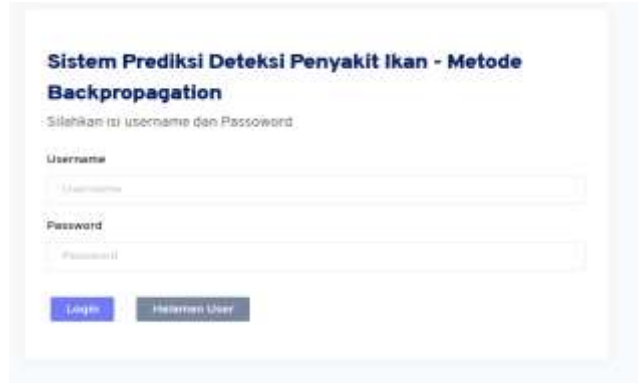 Sistem Prediksi Deteksi Penyakit Ikan - Metode
Backpropagation
Silahkan isi username dan Passoword
Username
Username
Password
Password
Login
Halaman User